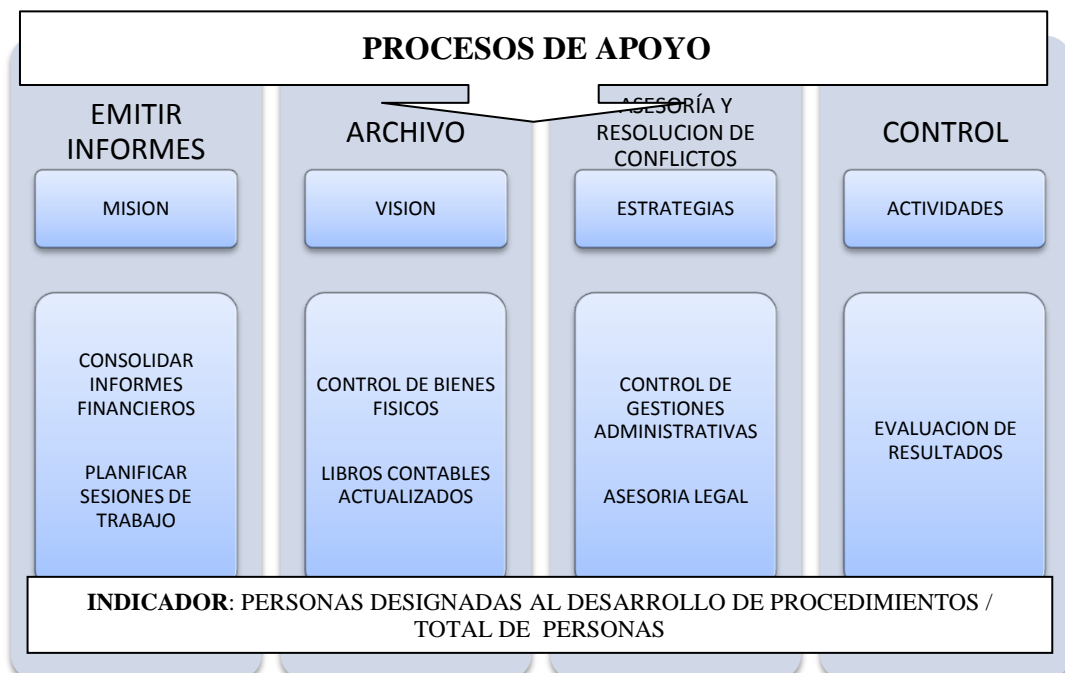 PROCESOS DE APOYO
EMITIR
INFORMES
MISION
CONSOLIDAR
INFORMES
FINANCIEROS
PLANIFICAR
SESIONES DE
TRABAJO
ARCHIVO
VISION
CONTROL DE BIENES
FISICOS
LIBROS CONTABLES
ACTUALIZADOS
ASESORÍA Y
RESOLUCION DE
CONFLICTOS
ESTRATEGIAS
CONTROL DE
GESTIONES
ADMINISTRATIVAS
ASESORIA LEGAL
CONTROL
ACTIVIDADES
EVALUACION DE
RESULTADOS
INDICADOR: PERSONAS DESIGNADAS AL DESARROLLO DE PROCEDIMIENTOS /
TOTAL DE PERSONAS